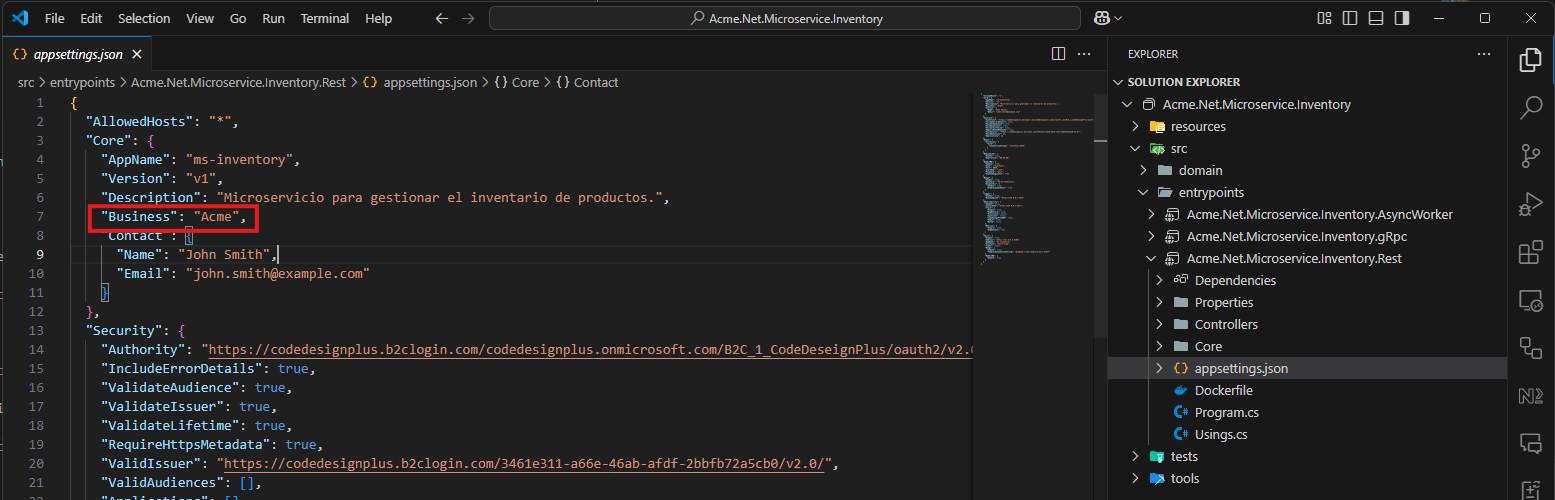 File Edit Selection View Go Run Terminal Help
Acme.Net.Microservice.Inventory
{} appsettings.json
src > entrypoints > Acme.Net.Microservice.Inventory.Rest > {} appsettings.json > {} Core > {} Contact
1 {
2 "AllowedHosts": "*",
3 "Core": {
4 "AppName": "ms-inventory",
5 "Version": "v1",
6 "Description": "Microservicio para gestionar el inventario de productos.",
7 "Business": "Acme",
8 "Contact": {
9 "Name": "John Smith",
10 "Email": "john.smith@example.com"
11 }
12 },
13 "Security": {
14 "Authority": "https://codedesignplus.b2clogin.com/codedesignplus.onmicrosoft.com/B2C_1_CodeDeseignPlus/oauth2/v2.0
15 "IncludeErrorDetails": true,
16 "ValidateAudience": true,
17 "ValidateIssuer": true,
18 "ValidateLifetime": true,
19 "RequireHttpsMetadata": true,
20 "ValidIssuer": "https://codedesignplus.b2clogin.com/3461e311-a66e-46ab-afdf-2bbfb72a5cb0/v2.0/",
21 "ValidAudiences": [],
22 "Applications": []
EXPLORER
SOLUTION EXPLORER
Acme.Net.Microservice.Inventory
resources
src
domain
entrypoints
Acme.Net.Microservice.Inventory.AsyncWorker
Acme.Net.Microservice.Inventory.gRpc
Acme.Net.Microservice.Inventory.Rest
Dependencies
Properties
Controllers
Core
{} appsettings.json
Dockerfile
C# Program.cs
C# Usings.cs
tests
tools